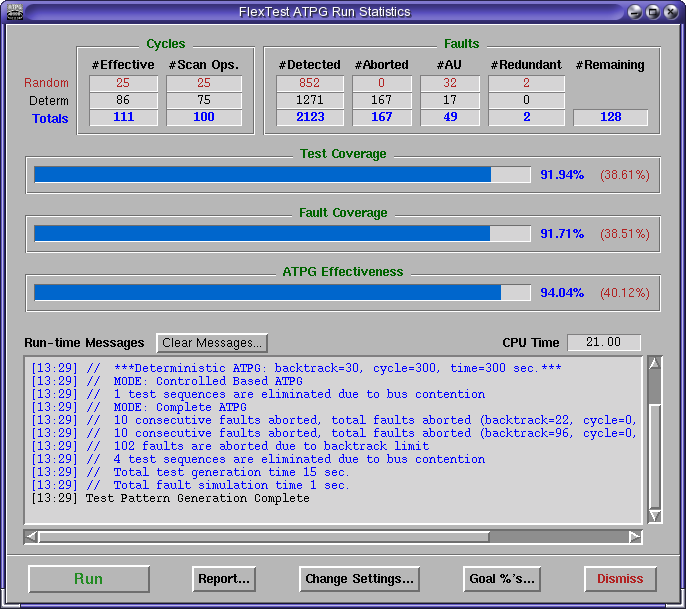 ATPG
FlexTest ATPG Run Statistics
Cycles
Faults
#Effective #Scan Ops. #Detected #Aborted #AU #Redundant #Remaining
Random 25 25 852 0 32 2
Determ 86 75 1271 167 17 0
Totals 111 100 2123 167 49 2 128
Test Coverage
91.94% (38.61%)
Fault Coverage
91.71% (38.51%)
ATPG Effectiveness
94.04% (40.12%)
Run-time Messages Clear Messages... CPU Time 21.00
[13:29] // ***Deterministic ATPG: backtrack=30, cycle=300, time=300 sec.***
[13:29] // MODE: Controlled Based ATPG
[13:29] // 1 test sequences are eliminated due to bus contention
[13:29] // MODE: Complete ATPG
[13:29] // 10 consecutive faults aborted, total faults aborted (backtrack=22, cycle=0,
[13:29] // 10 consecutive faults aborted, total faults aborted (backtrack=96, cycle=0,
[13:29] // 102 faults are aborted due to backtrack limit
[13:29] // 4 test sequences are eliminated due to bus contention
[13:29] // Total test generation time 15 sec.
[13:29] // Total fault simulation time 1 sec.
[13:29] Test Pattern Generation Complete
Run Report... Change Settings... Goal %'s... Dismiss